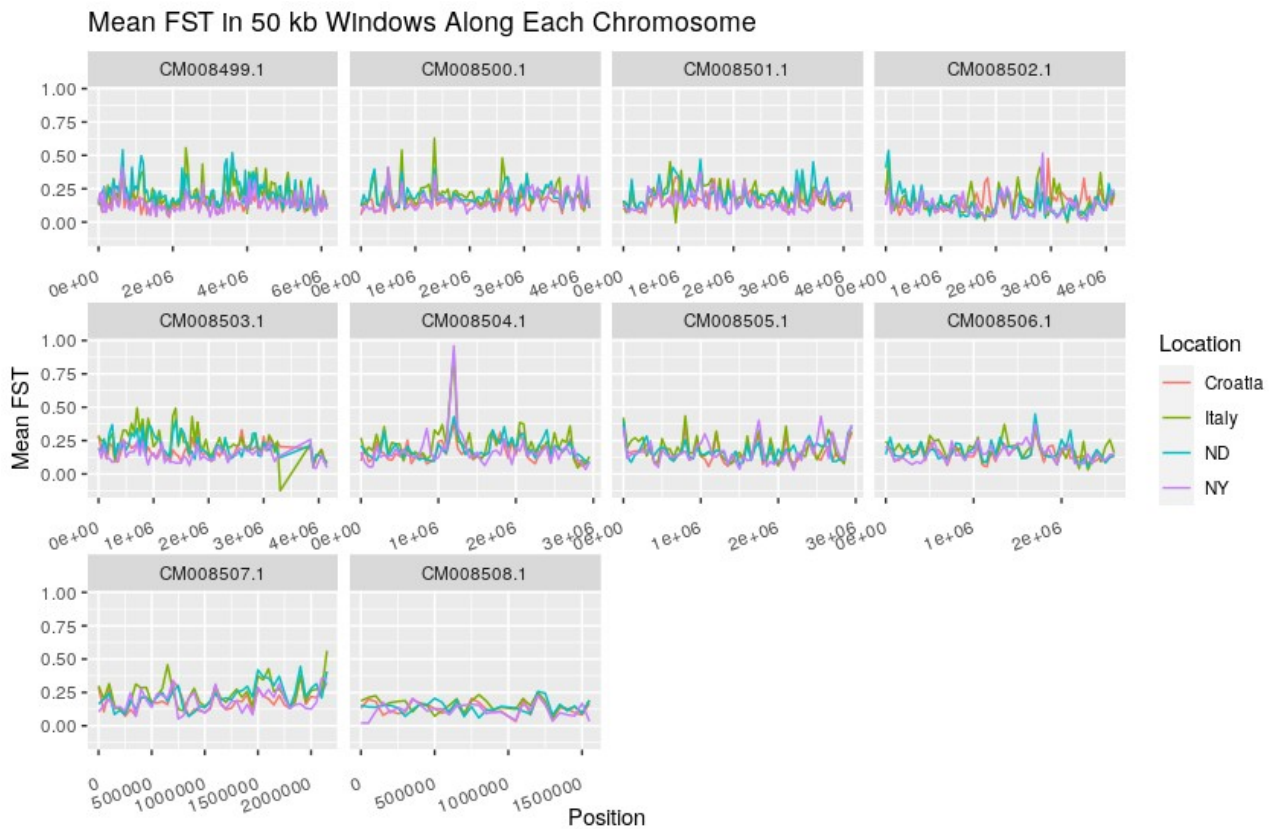 Mean FST in 50 kb Windows Along Each Chromosome
CM008499.1 CM008500.1 CM008501.1 CM008502.1
1.00
0.75
0.50
0.25
0.00
0e+00 2e+06 4e+06 6e+06 0e+00 1e+06 2e+06 3e+06 4e+06 0e+00 1e+06 2e+06 3e+06 4e+06 0e+00 1e+06 2e+06 3e+06 4e+06
CM008503.1 CM008504.1 CM008505.1 CM008506.1
1.00
0.75
0.50
0.25
0.00
0e+00 1e+06 2e+06 3e+06 4e+06 0e+00 1e+06 2e+06 3e+06 0e+00 1e+06 2e+06 3e+06 0e+00 1e+06 2e+06
CM008507.1 CM008508.1
1.00
0.75
0.50
0.25
0.00
0 500000 1000000 1500000 2000000 0 500000 1000000 1500000
Mean FST
Position
Location
Croatia
Italy
ND
NY